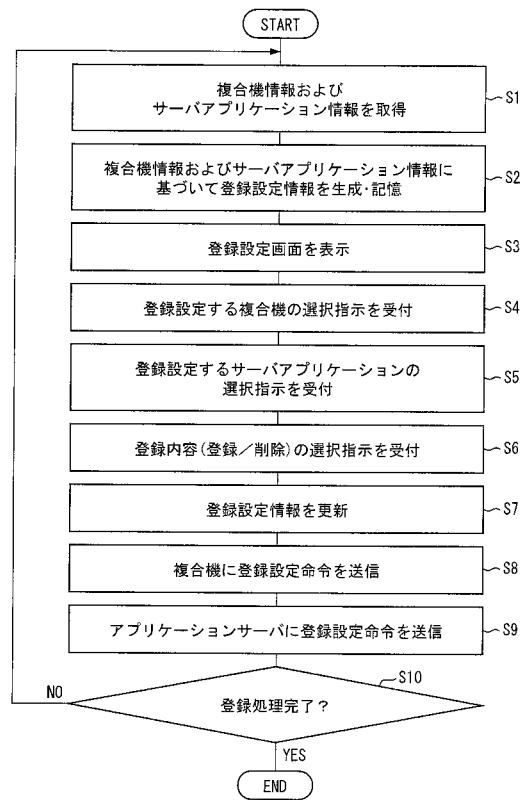 START
複合機情報および
サーバアプリケーション情報を取得
S1
複合機情報およびサーバアプリケーション情報に
基づいて登録設定情報を生成・記憶
S2
登録設定画面を表示
S3
登録設定する複合機の選択指示を受付
S4
登録設定するサーバアプリケーションの
選択指示を受付
S5
登録内容(登録/削除)の選択指示を受付
S6
登録設定情報を更新
S7
複合機に登録設定命令を送信
S8
アプリケーションサーバに登録設定命令を送信
S9
S10
NO
登録処理完了?
YES
END